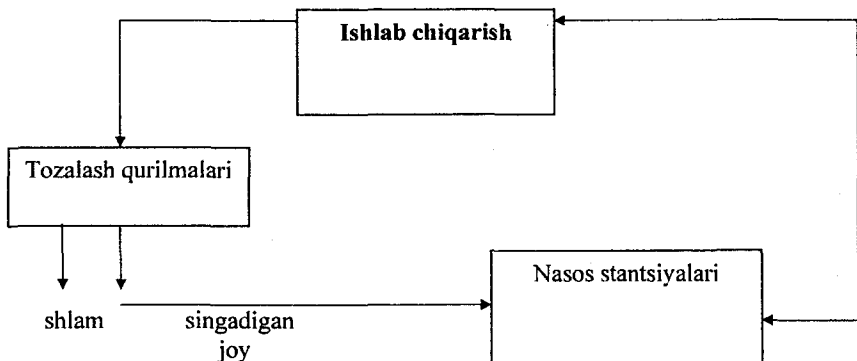 Ishlab chiqarish
Tozalash qurilmalari
Nasos stantsiyalari
shlam
singadigan
joy